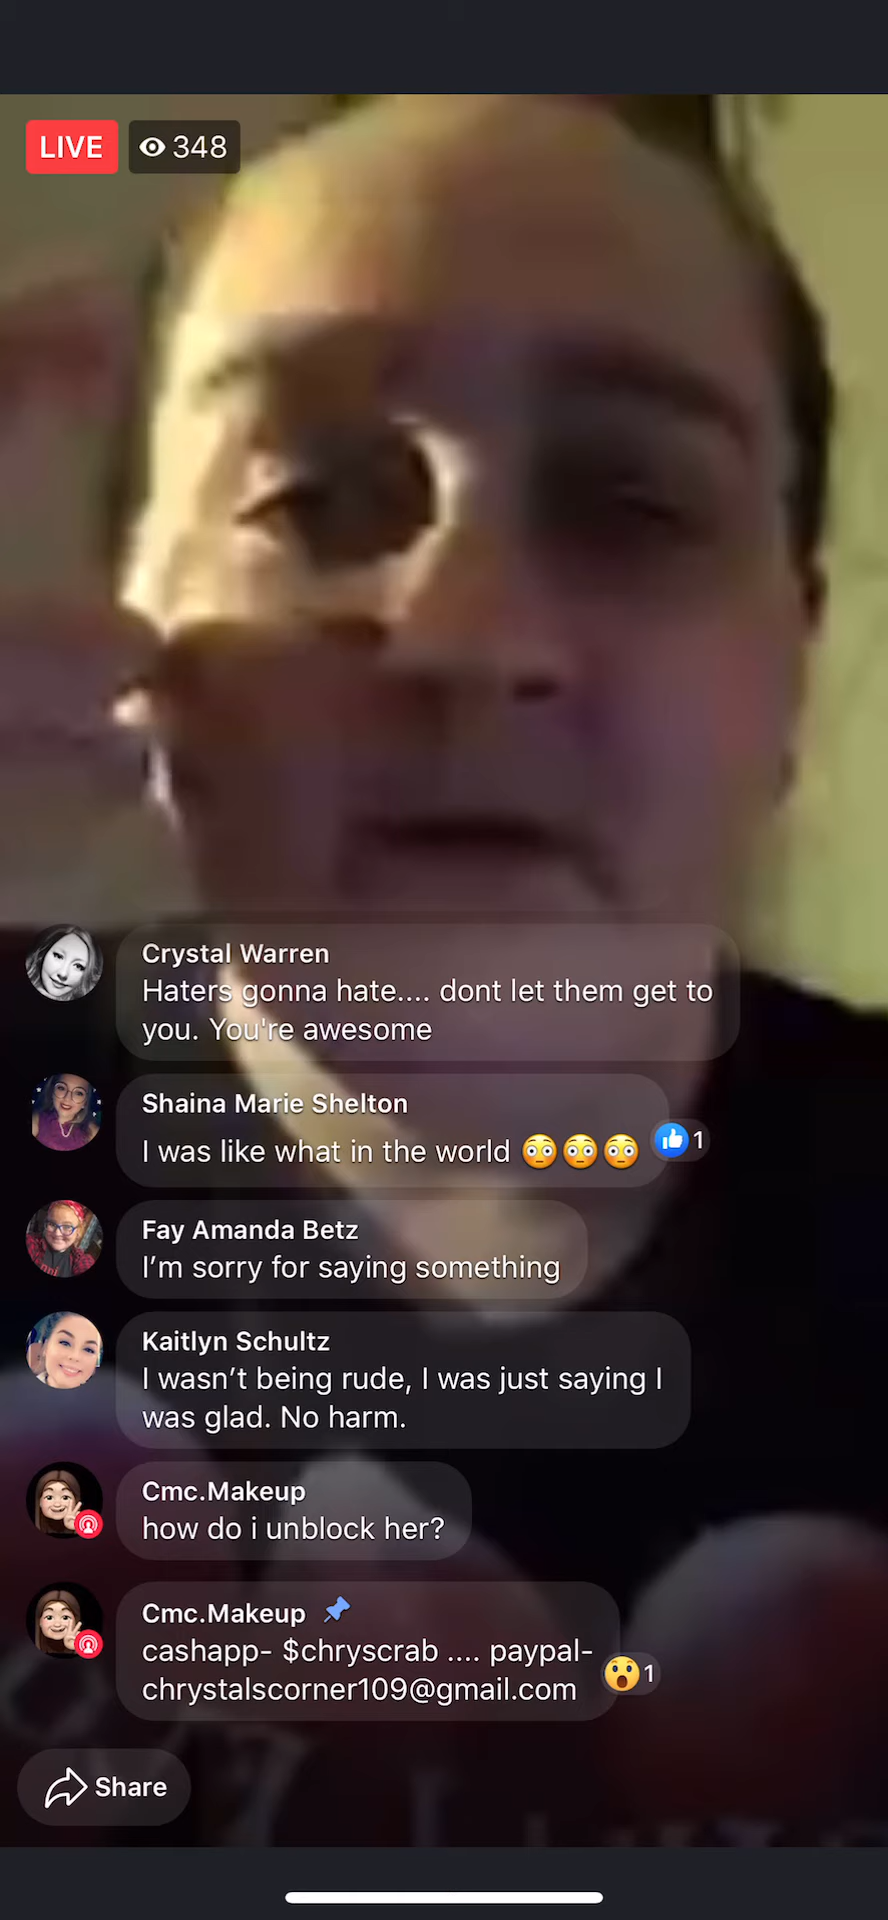 LIVE 348
Crystal Warren
Haters gonna hate.... dont let them get to
you. You're awesome
Shaina Marie Shelton
I was like what in the world 😳😳😳
1
Fay Amanda Betz
I’m sorry for saying something
Kaitlyn Schultz
I wasn’t being rude, I was just saying I
was glad. No harm.
Cmc.Makeup
how do i unblock her?
Cmc.Makeup
cashapp- $chryscrab .... paypal-
chrystalscorner109@gmail.com
1
Share